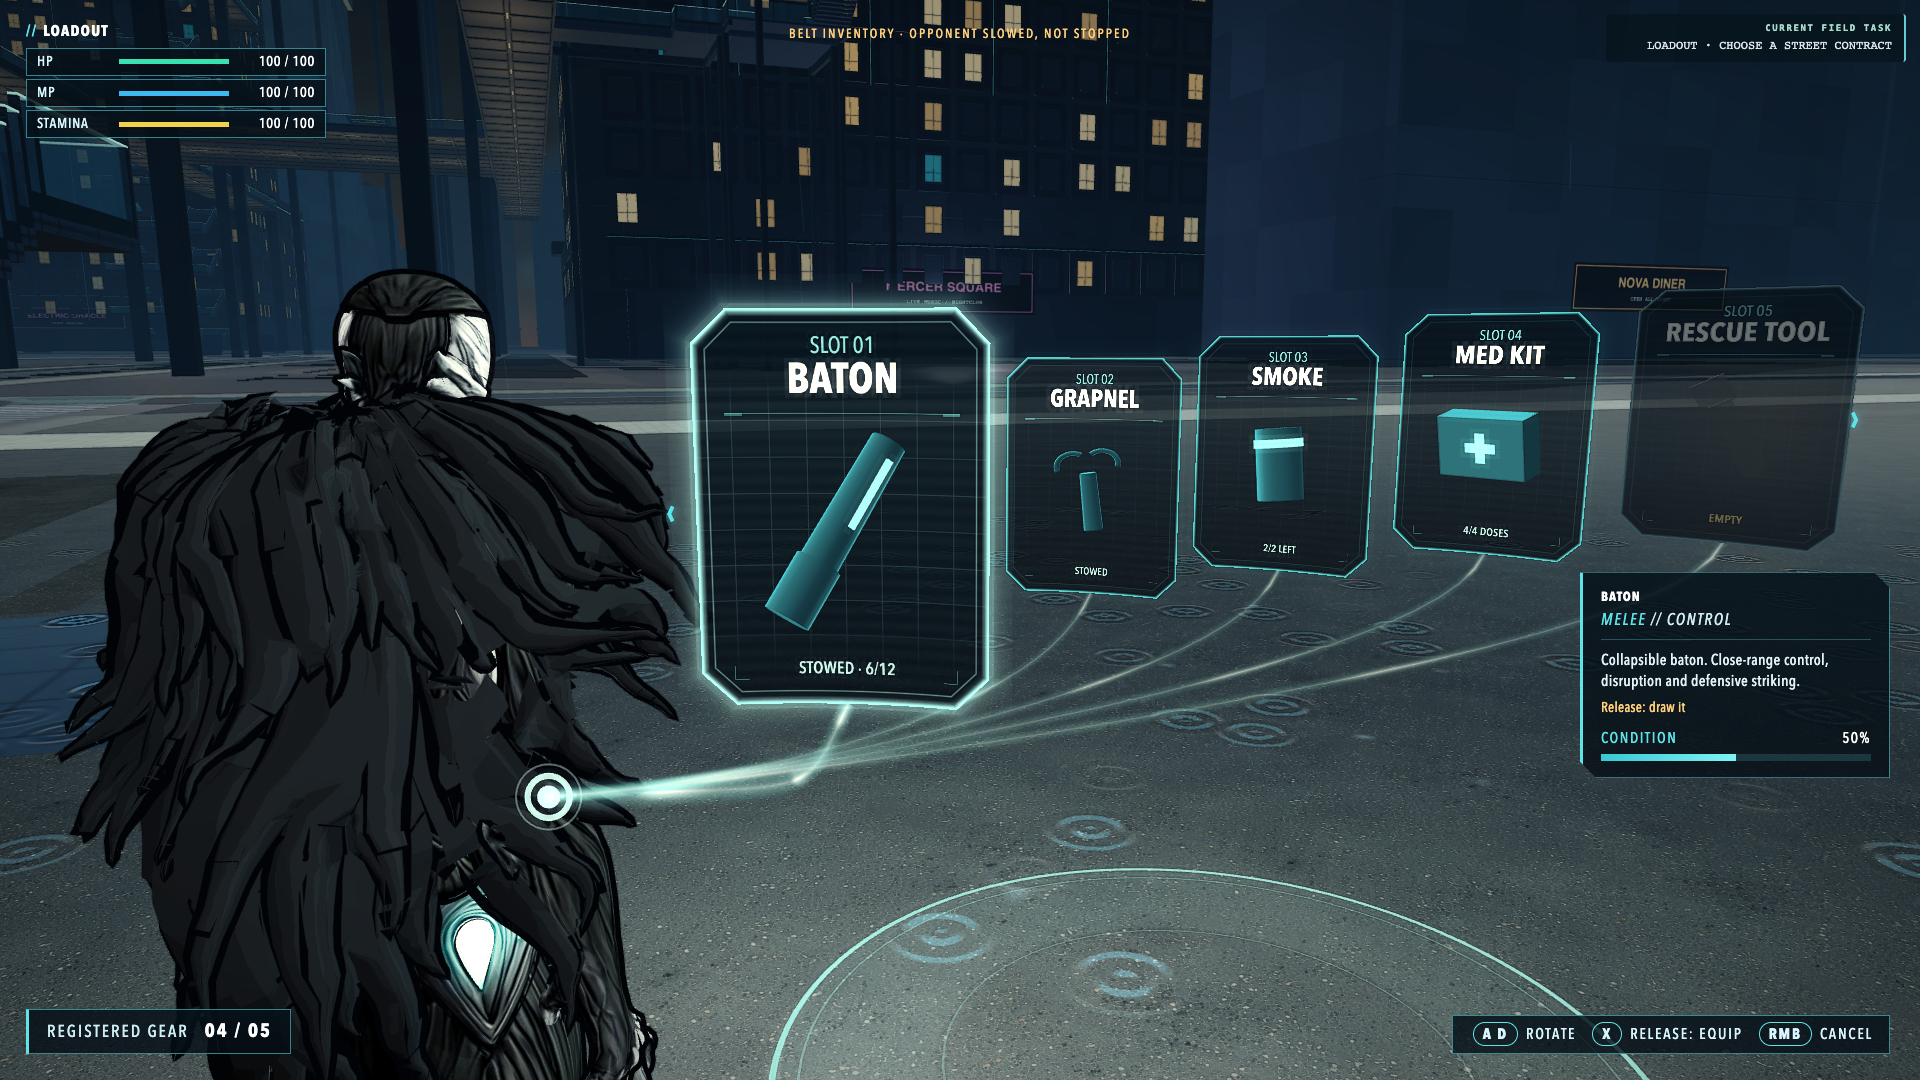 // LOADOUT
HP 100 / 100
MP 100 / 100
STAMINA 100 / 100
BELT INVENTORY · OPPONENT SLOWED, NOT STOPPED
CURRENT FIELD TASK
LOADOUT · CHOOSE A STREET CONTRACT
MERCER SQUARE
NOVA DINER
SLOT 01
BATON
STOWED · 6/12
SLOT 02
GRAPNEL
STOWED
SLOT 03
SMOKE
2/2 LEFT
SLOT 04
MED KIT
4/4 DOSES
SLOT 05
RESCUE TOOL
EMPTY
BATON
MELEE // CONTROL
Collapsible baton. Close-range control,
disruption and defensive striking.
Release: draw it
CONDITION 50%
REGISTERED GEAR 04 / 05
A D ROTATE X RELEASE: EQUIP RMB CANCEL